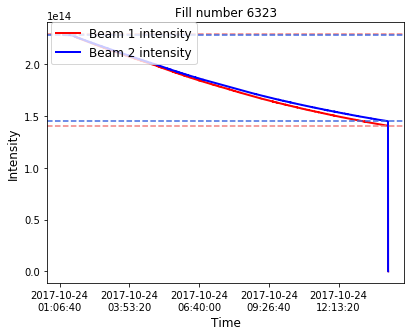 Fill number 6323
1e14
Beam 1 intensity
Beam 2 intensity
2.0
1.5
1.0
0.5
0.0
Intensity
2017-10-24 2017-10-24 2017-10-24 2017-10-24 2017-10-24
01:06:40 03:53:20 06:40:00 09:26:40 12:13:20
Time